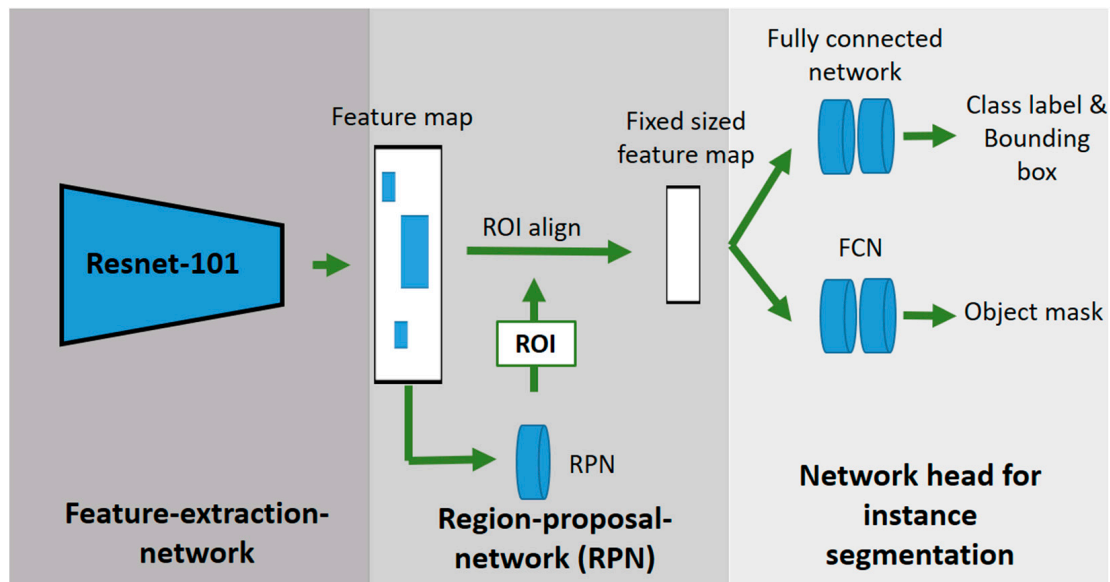 Resnet-101
Feature-extraction-
network
Feature map
ROI align
ROI
RPN
Region-proposal-
network (RPN)
Fixed sized
feature map
Fully connected
network
Class label &
Bounding
box
FCN
Object mask
Network head for
instance
segmentation